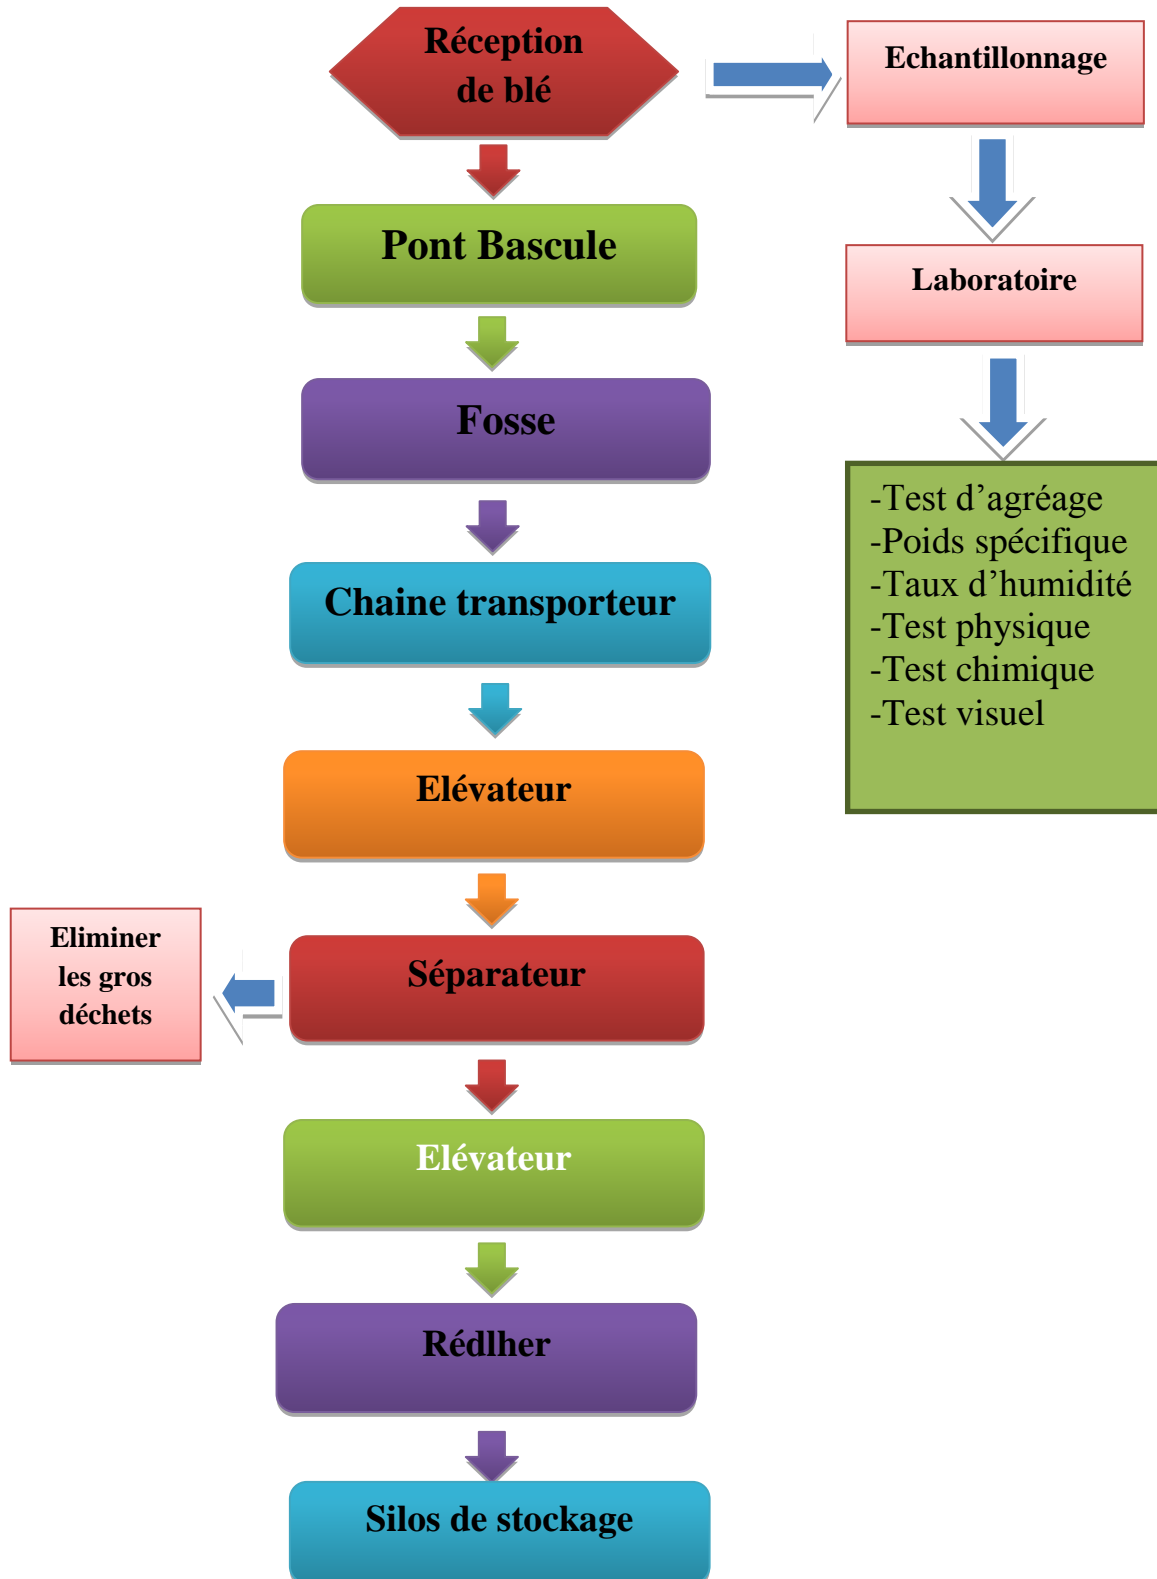 Réception
de blé
Echantillonnage
Pont Bascule
Laboratoire
Fosse
-Test d’agréage
-Poids spécifique
-Taux d’humidité
-Test physique
-Test chimique
-Test visuel
Chaine transporteur
Elévateur
Séparateur
Eliminer
les gros
déchets
Elévateur
Rédlher
Silos de stockage